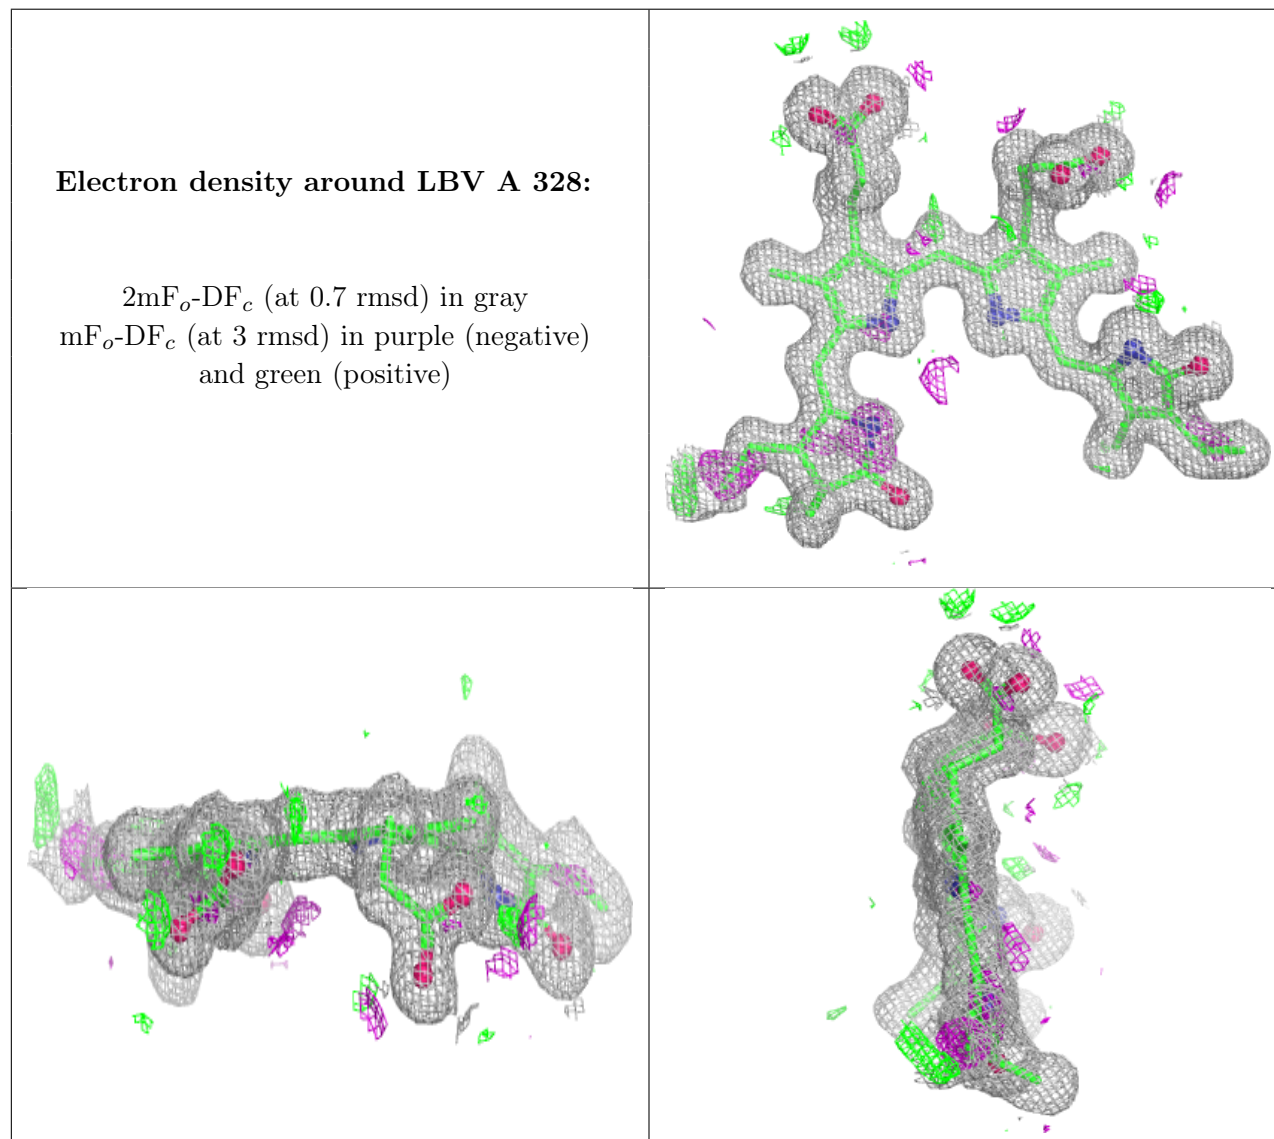 Electron density around LBV A 328:
2mFo-DFc (at 0.7 rmsd) in gray
mFo-DFc (at 3 rmsd) in purple (negative)
and green (positive)